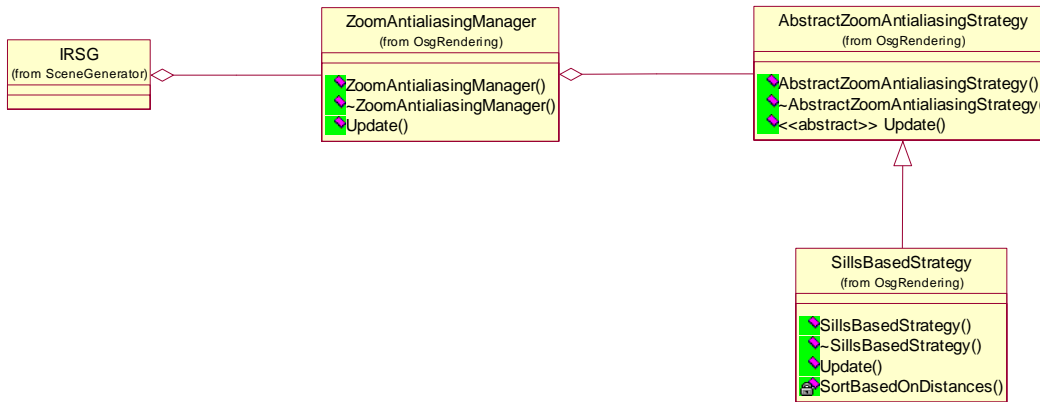 IRSG
(from SceneGenerator)
ZoomAntialiasingManager
(from OsgRendering)
ZoomAntialiasingManager()
~ZoomAntialiasingManager()
Update()
AbstractZoomAntialiasingStrategy
(from OsgRendering)
AbstractZoomAntialiasingStrategy()
~AbstractZoomAntialiasingStrategy(
<<abstract>> Update()
SillsBasedStrategy
(from OsgRendering)
SillsBasedStrategy()
~SillsBasedStrategy()
Update()
SortBasedOnDistances()